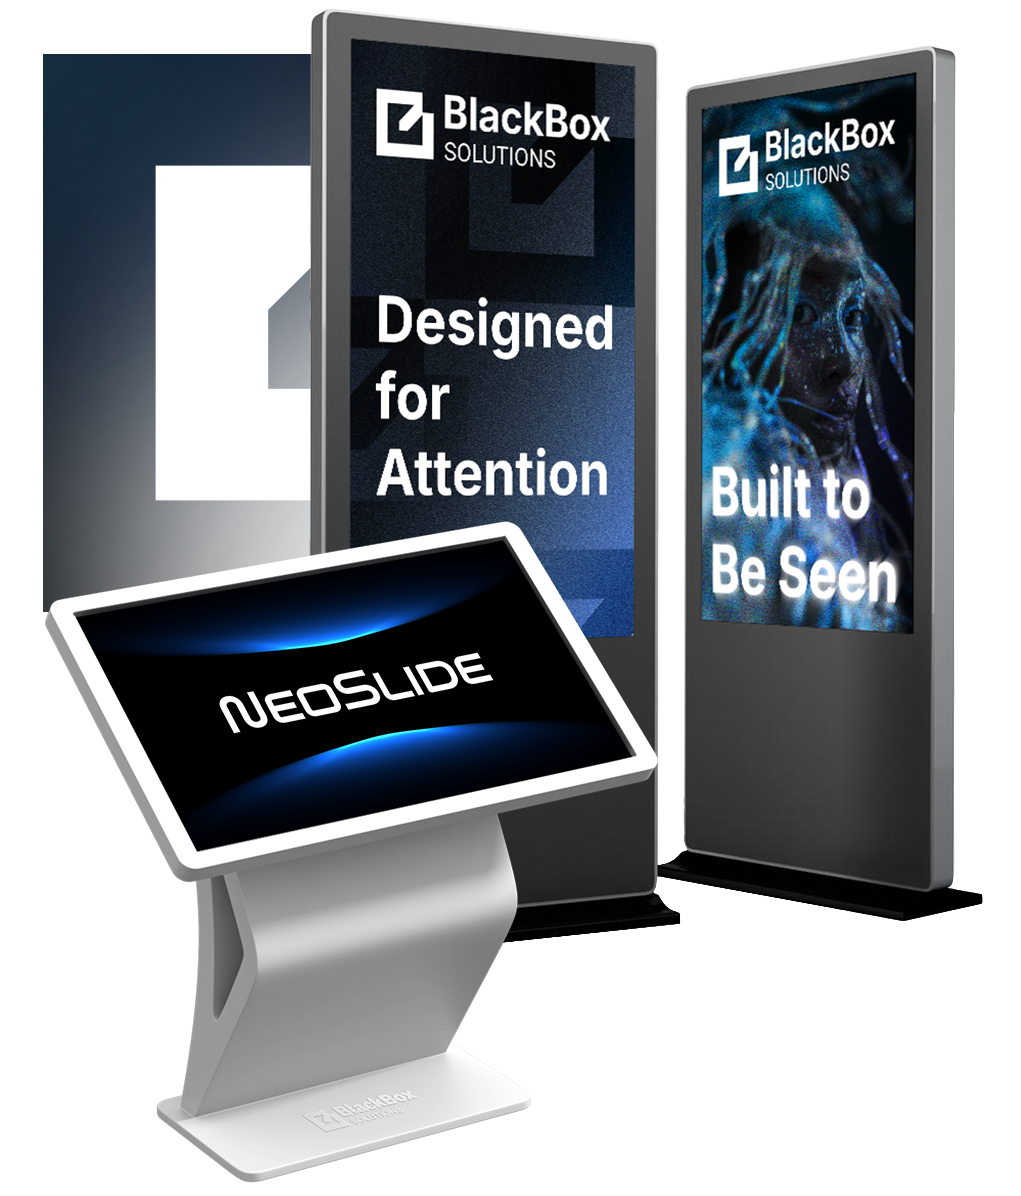 BlackBox
SOLUTIONS
Designed
for
Attention
BlackBox
SOLUTIONS
Built to
Be Seen
NEOSLIDE
BlackBox
SOLUTIONS